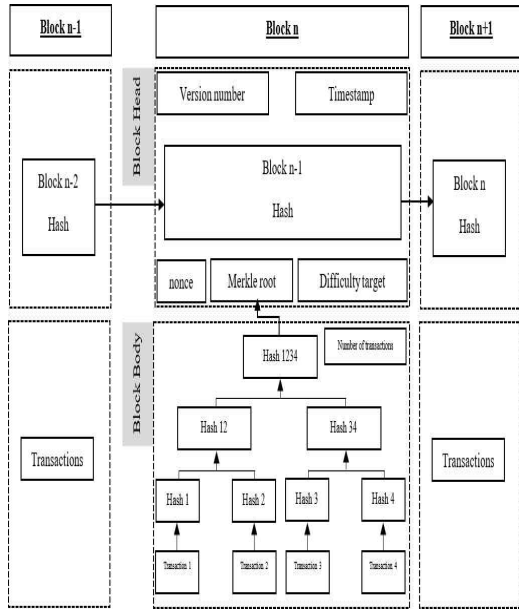 Block n-1
Block n
Block n+1
Block Head
Version number
Timestamp
Block n-2
Hash
Block n-1
Hash
Block n
Hash
nonce
Merkle root
Difficulty target
Block Body
Hash 1234
Number of transactions
Hash 12
Hash 34
Transactions
Transactions
Hash 1
Hash 2
Hash 3
Hash 4
Transaction 1
Transaction 2
Transaction 3
Transaction 4